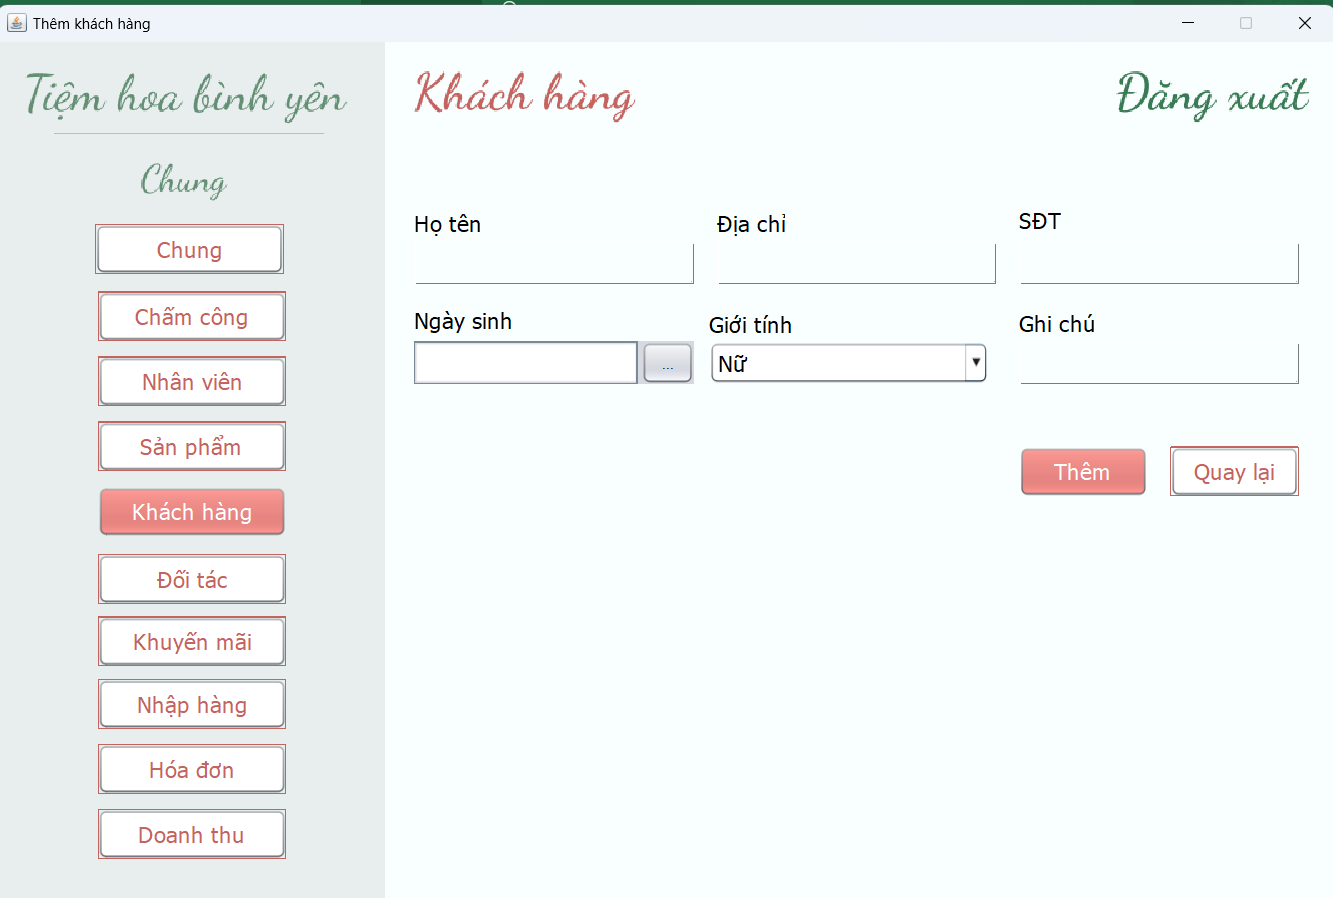 Thêm khách hàng
Tiệm hoa bình yên
Chung
Chung
Chấm công
Nhân viên
Sản phẩm
Khách hàng
Đối tác
Khuyến mãi
Nhập hàng
Hóa đơn
Doanh thu
Khách hàng
Đăng xuất
Họ tên
Địa chỉ
SĐT
Ngày sinh
Giới tính
Ghi chú
...
Nữ
Thêm
Quay lại